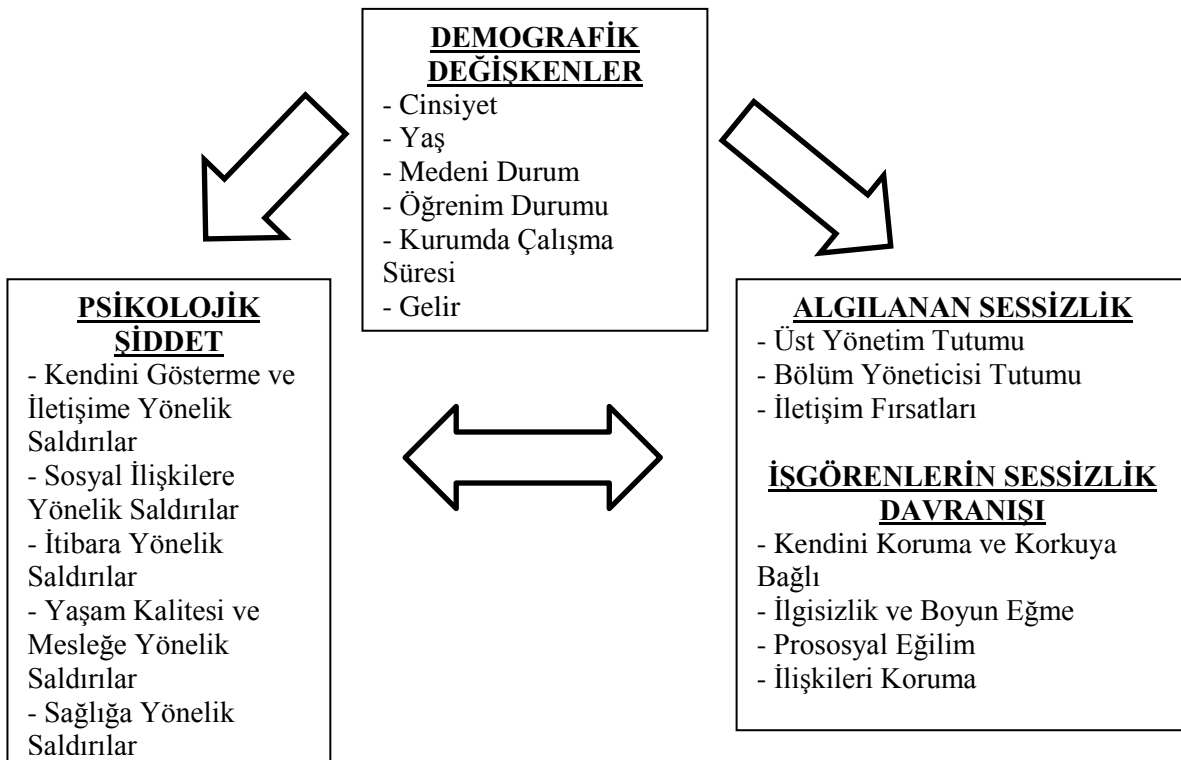 DEMOGRAFİK
DEĞİŞKENLER
- Cinsiyet
- Yaş
- Medeni Durum
- Öğrenim Durumu
- Kurumda Çalışma
Süresi
- Gelir
PSİKOLOJİK
ŞİDDET
- Kendini Gösterme ve
İletişime Yönelik
Saldırılar
- Sosyal İlişkilere
Yönelik Saldırılar
- İtibara Yönelik
Saldırılar
- Yaşam Kalitesi ve
Mesleğe Yönelik
Saldırılar
- Sağlığa Yönelik
Saldırılar
ALGILANAN SESSİZLİK
- Üst Yönetim Tutumu
- Bölüm Yöneticisi Tutumu
- İletişim Fırsatları
İŞGÖRENLERİN SESSİZLİK
DAVRANIŞI
- Kendini Koruma ve Korkuya
Bağlı
- İlgisizlik ve Boyun Eğme
- Prososyal Eğilim
- İlişkileri Koruma